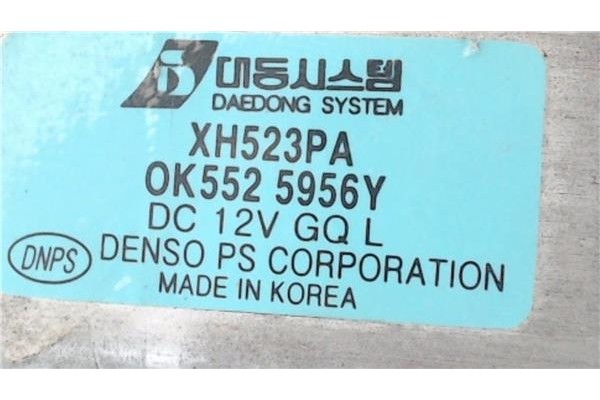 대동시스템
DAEDONG SYSTEM
XH523PA
OK552 5956Y
DC 12V GQ L
DNPS DENSO PS CORPORATION
MADE IN KOREA